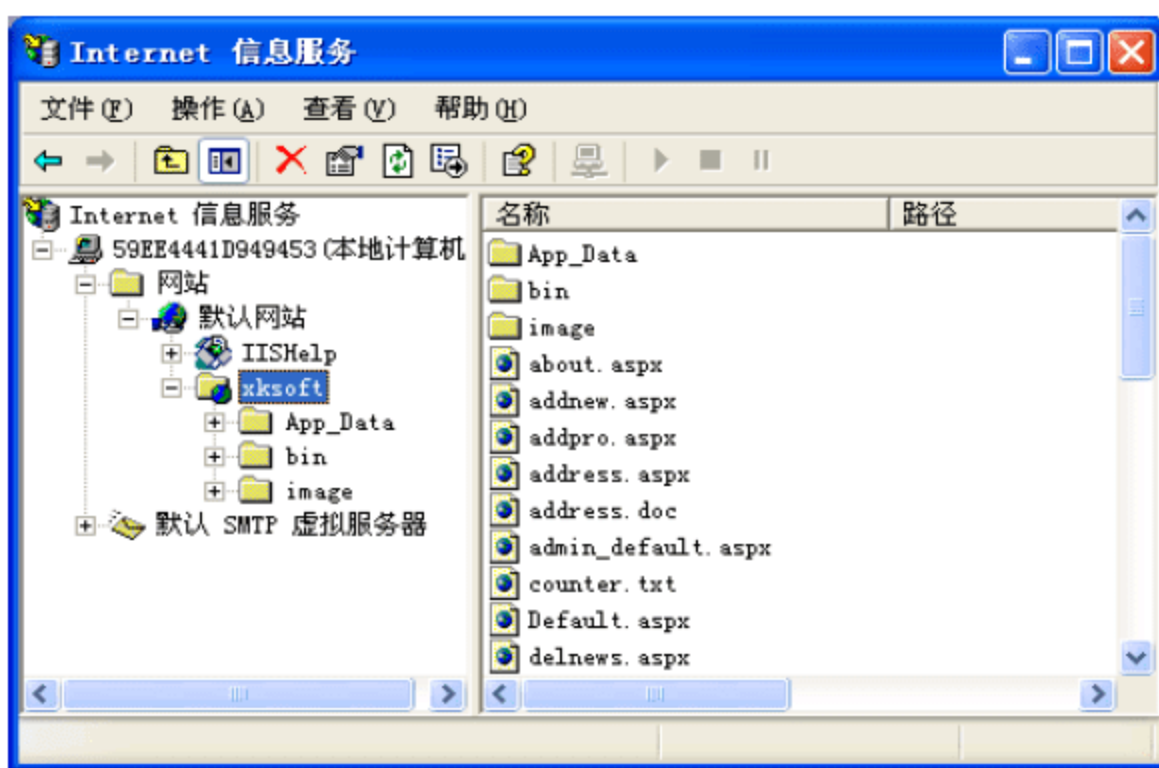 Internet 信息服务
文件(F) 操作(A) 查看(V) 帮助(H)
Internet 信息服务
59EE4441D949453(本地计算机
网站
默认网站
IISHelp
xksoft
App_Data
bin
image
默认 SMTP 虚拟服务器
名称 路径
App_Data
bin
image
about.aspx
addnew.aspx
addpro.aspx
address.aspx
address.doc
admin_default.aspx
counter.txt
Default.aspx
delnews.aspx